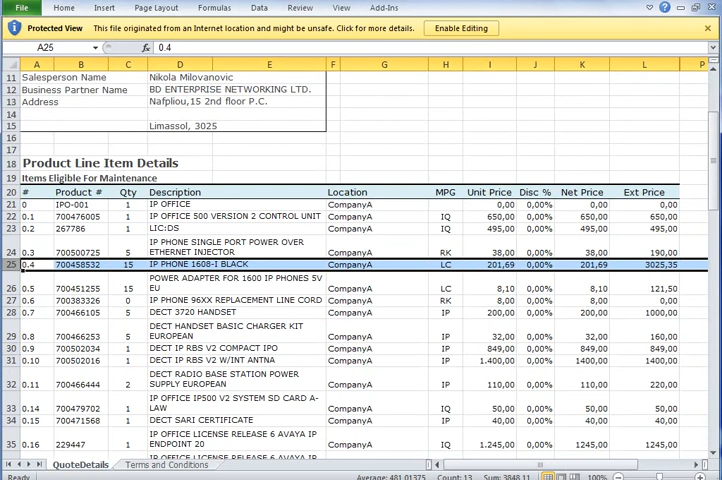 File Home Insert Page Layout Formulas Data Review View Add-Ins
Protected View This file originated from an Internet location and might be unsafe. Click for more details. Enable Editing
A25 fx 0.4
A B C D E F G H I J K L P
11 Salesperson Name Nikola Milovanovic
12 Business Partner Name BD ENTERPRISE NETWORKING LTD.
13 Address Nafpliou,15 2nd floor P.C.
14
15 Limassol, 3025
16
17
18 Product Line Item Details
19 Items Eligible For Maintenance
20 # Product # Qty Description Location MPG Unit Price Disc % Net Price Ext Price
21 0 IPO-001 1 IP OFFICE CompanyA 0,00 0,00% 0,00 0,00
22 0.1 700476005 1 IP OFFICE 500 VERSION 2 CONTROL UNIT CompanyA IQ 650,00 0,00% 650,00 650,00
23 0.2 267786 1 LIC:DS CompanyA IQ 495,00 0,00% 495,00 495,00
IP PHONE SINGLE PORT POWER OVER
24 0.3 700500725 5 ETHERNET INJECTOR CompanyA RK 38,00 0,00% 38,00 190,00
25 0.4 700458532 15 IP PHONE 1608-I BLACK CompanyA LC 201,69 0,00% 201,69 3025,35
POWER ADAPTER FOR 1600 IP PHONES 5V
26 0.5 700451255 15 EU CompanyA LC 8,10 0,00% 8,10 121,50
27 0.6 700383326 0 IP PHONE 96XX REPLACEMENT LINE CORD CompanyA RK 8,00 0,00% 8,00 0,00
28 0.7 700466105 5 DECT 3720 HANDSET CompanyA IP 200,00 0,00% 200,00 1000,00
DECT HANDSET BASIC CHARGER KIT
29 0.8 700466253 5 EUROPEAN CompanyA IP 32,00 0,00% 32,00 160,00
30 0.9 700502034 1 DECT IP RBS V2 COMPACT IPO CompanyA IP 849,00 0,00% 849,00 849,00
31 0.10 700502016 1 DECT IP RBS V2 W/INT ANTNA CompanyA IP 1.400,00 0,00% 1400,00 1400,00
DECT RADIO BASE STATION POWER
32 0.11 700466444 2 SUPPLY EUROPEAN CompanyA IP 110,00 0,00% 110,00 220,00
IP OFFICE IP500 V2 SYSTEM SD CARD A-
33 0.14 700479702 1 LAW CompanyA IQ 50,00 0,00% 50,00 50,00
34 0.15 700471568 1 DECT SARI CERTIFICATE CompanyA IP 40,00 0,00% 40,00 40,00
IP OFFICE LICENSE RELEASE 6 AVAYA IP
35 0.16 229447 1 ENDPOINT 20 CompanyA IQ 1.245,00 0,00% 1245,00 1245,00
IP OFFICE LICENSE RELEASE 6 AVAYA IP
QuoteDetails Terms and Conditions
Ready Average: 481.01375 Count: 13 Sum: 3848.11 100%